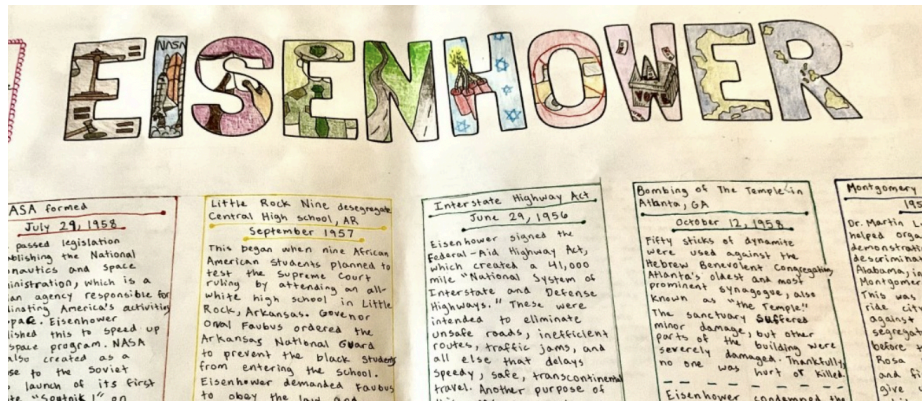 EISENHOWER
NASA
ASA formed
July 29, 1958
passed legislation
blishing the National
onautics and Space
inistration, which is a
an agency responsible for
inating America's activities
pace. Eisenhower
lished this to speed up
space program. NASA
also created as a
se to the Soviet
launch of its first
te "Sputnik 1" on
Little Rock Nine desegregate
Central High school, AR
September 1957
This began when nine African
American students planned to
test the Supreme Court
ruling by attending an all-
white high school in Little
Rock, Arkansas. Governor
Orval Faubus ordered the
Arkansas National Guard
to prevent the black students
from entering the school.
Eisenhower demanded Faubus
to obey the law and
Interstate Highway Act
June 29, 1956
Eisenhower signed the
Federal-Aid Highway Act,
which created a 41,000
mile "National System of
Interstate and Defense
Highways." These were
intended to elliminate
unsafe roads, inefficient
routes, traffic jams, and
all else that delays
speedy, safe, transcontinental
travel. Another purpose of
Bombing of The Temple in
Atlanta, GA
October 12, 1958
Fifty sticks of dynamite
were used against the
Hebrew Benevolent Congregation,
Atlanta's oldest and most
prominent synagogue, also
known as "the Temple."
The sanctuary suffered
minor damage, but other
parts of the building were
severely damaged. Thankfully,
no one was hurt or killed.
Eisenhower condemned the
Montgomery
19
Dr. Martin L
helped orga
demonstrat
descriminat
Alabama, i
Montgome
This was
ride cit
against
segreg
before t
Rosa
and fi
give